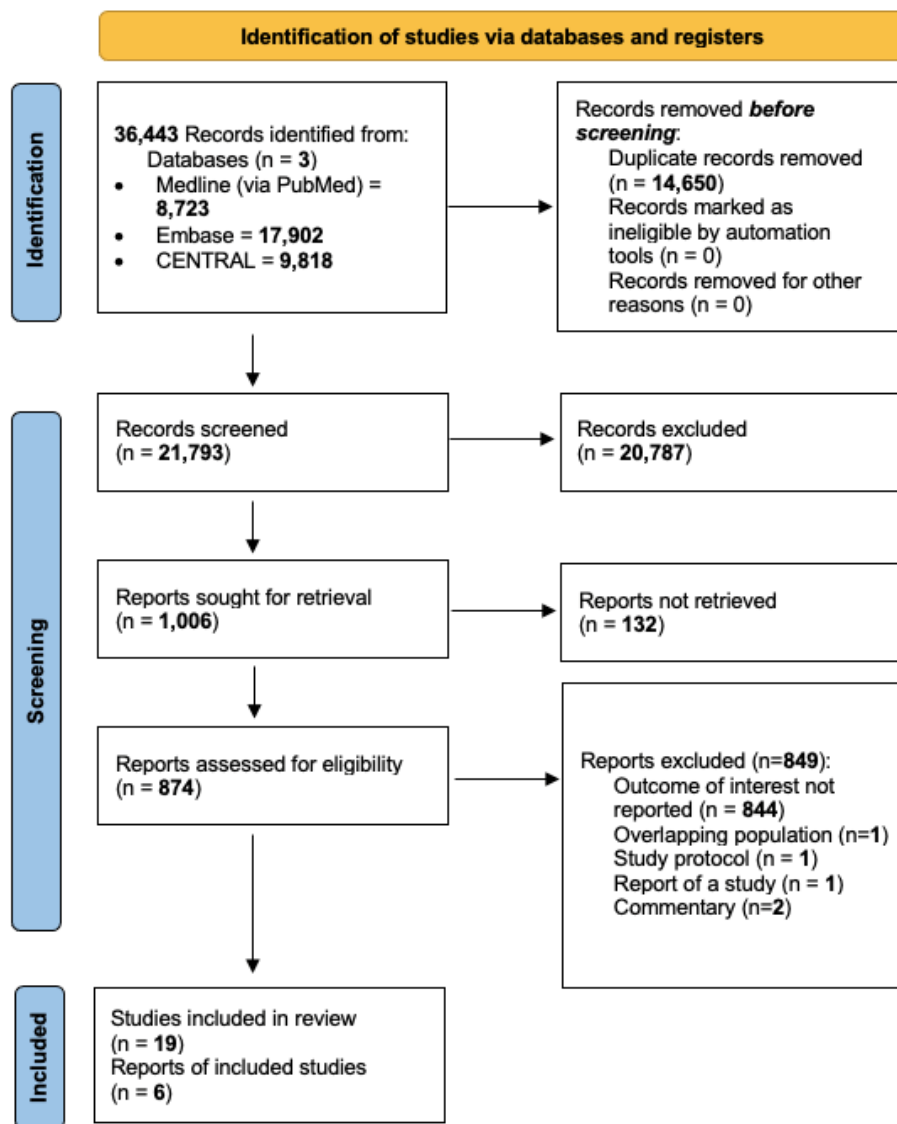 Identification of studies via databases and registers
Identification
36,443 Records identified from:
Databases (n = 3)
• Medline (via PubMed) =
8,723
• Embase = 17,902
• CENTRAL = 9,818
Records removed before
screening:
Duplicate records removed
(n = 14,650)
Records marked as
ineligible by automation
tools (n = 0)
Records removed for other
reasons (n = 0)
Screening
Records screened
(n = 21,793)
Records excluded
(n = 20,787)
Reports sought for retrieval
(n = 1,006)
Reports not retrieved
(n = 132)
Reports assessed for eligibility
(n = 874)
Reports excluded (n=849):
Outcome of interest not
reported (n = 844)
Overlapping population (n=1)
Study protocol (n = 1)
Report of a study (n = 1)
Commentary (n=2)
Included
Studies included in review
(n = 19)
Reports of included studies
(n = 6)